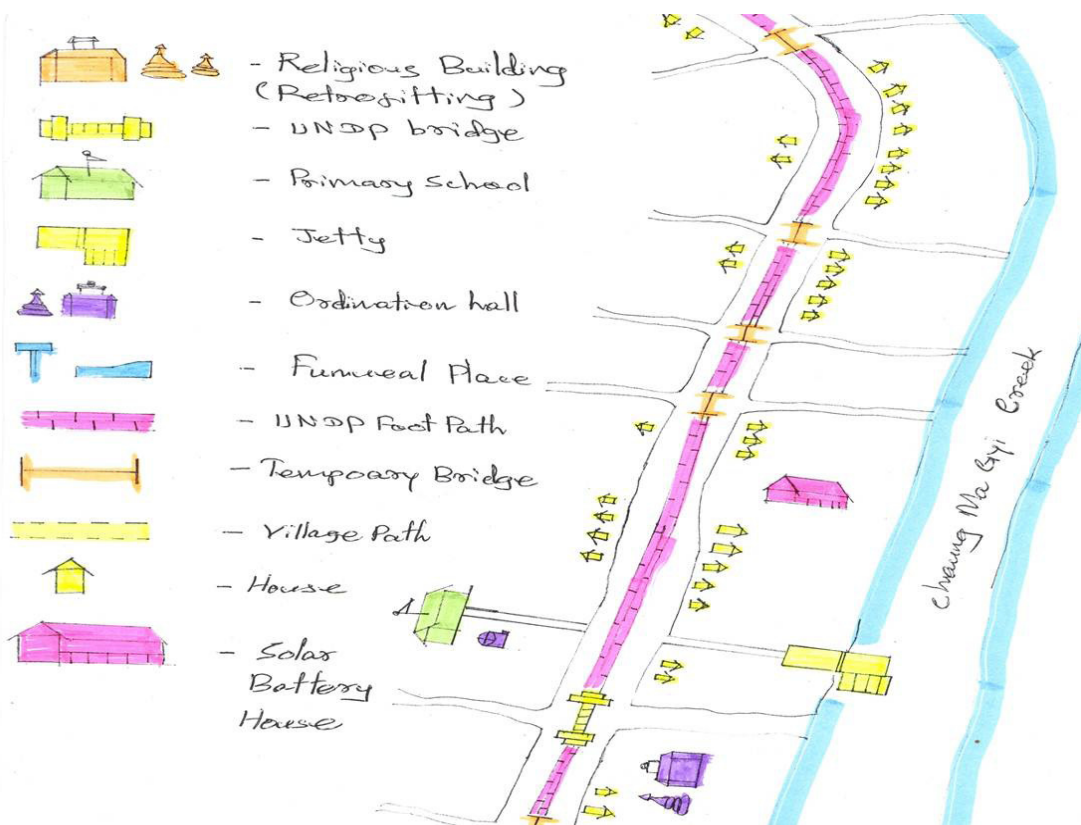 - Religious Building
(Retrofitting)
- UNDP bridge
- Primary School
- Jetty
- Ordination hall
- Fumureal Place
- UNDP Foot Path
- Tempoary Bridge
- Village Path
- House
- Solar
Battery
House
Chaung Ma Gyi Creek